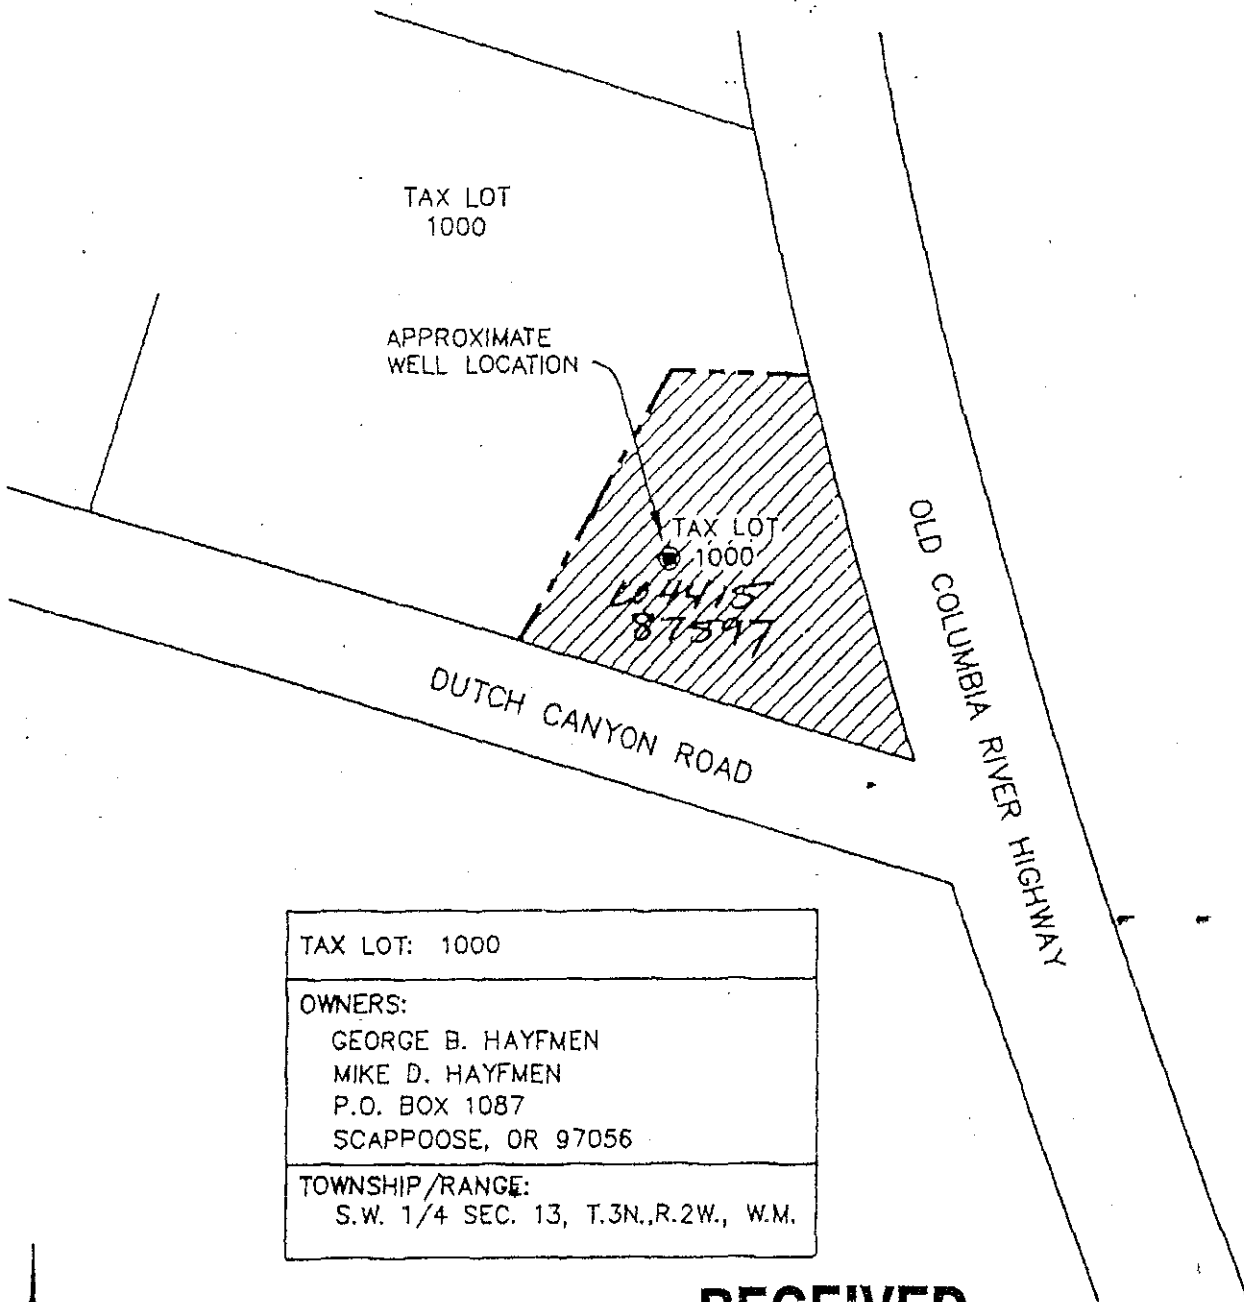 TAX LOT
1000
APPROXIMATE
WELL LOCATION
TAX LOT
1000
4415
87597
OLD COLUMBIA RIVER HIGHWAY
DUTCH CANYON ROAD
TAX LOT: 1000
OWNERS:
GEORGE B. HAYFMEN
MIKE D. HAYFMEN
P.O. BOX 1087
SCAPPOOSE, OR 97056
TOWNSHIP/RANGE:
S.W. 1/4 SEC. 13, T.3N.,R.2W., W.M.
RECEIVED